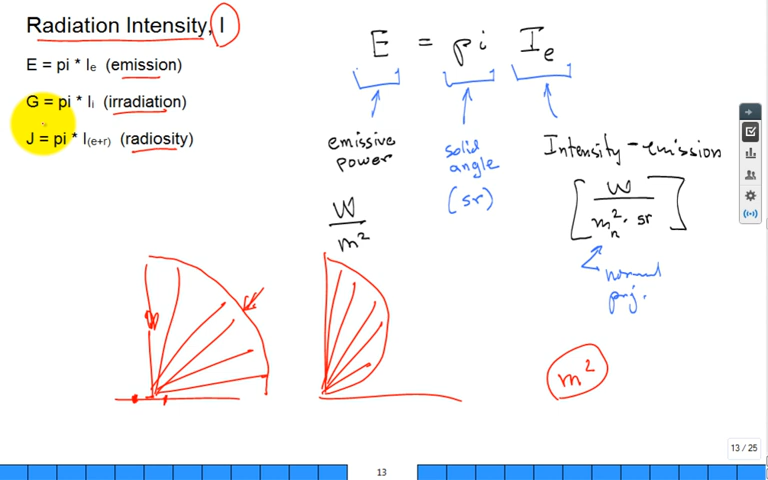 Radiation Intensity, I
E = pi * Ie (emission)
G = pi * Ii (irradiation)
J = pi * I(e+r) (radiosity)
E = pi Ie
emissive
power
W
m²
solid
angle
(sr)
Intensity - emission
[ W
m²n · sr ]
normal
prj.
m²
13 / 25
13